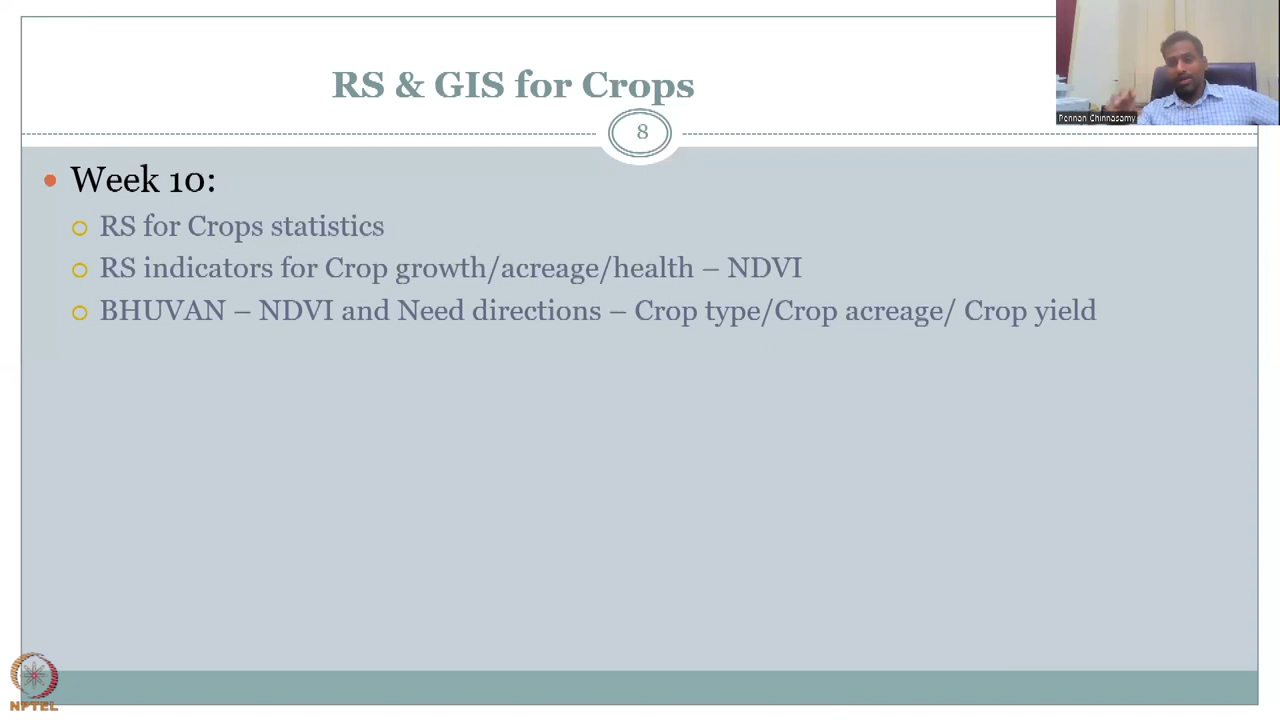 RS & GIS for Crops
8
Pennan Chinnasamy
Week 10:
RS for Crops statistics
RS indicators for Crop growth/acreage/health – NDVI
BHUVAN – NDVI and Need directions – Crop type/Crop acreage/ Crop yield
NPTEL